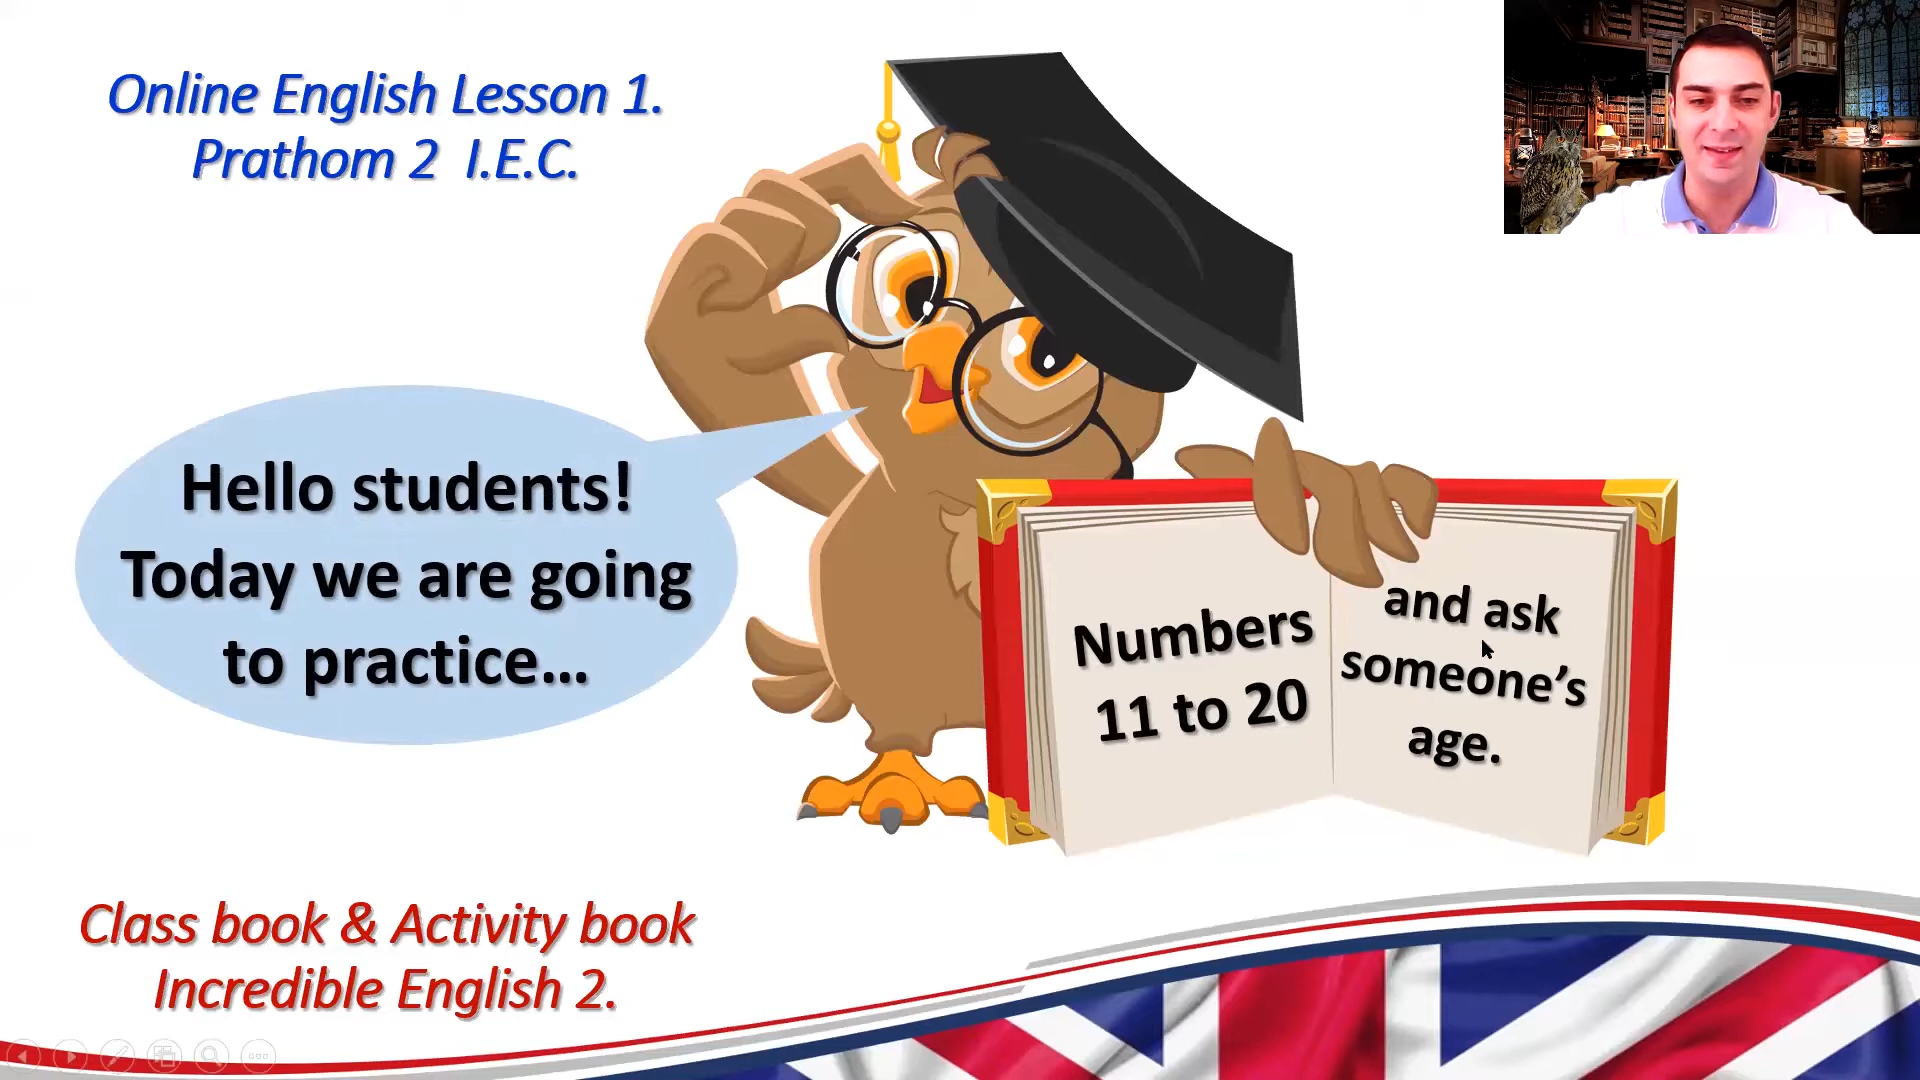 Online English Lesson 1.
Prathom 2  I.E.C.
Hello students!
Today we are going
to practice...
Numbers
11 to 20
and ask
someone's
age.
Class book & Activity book
Incredible English 2.